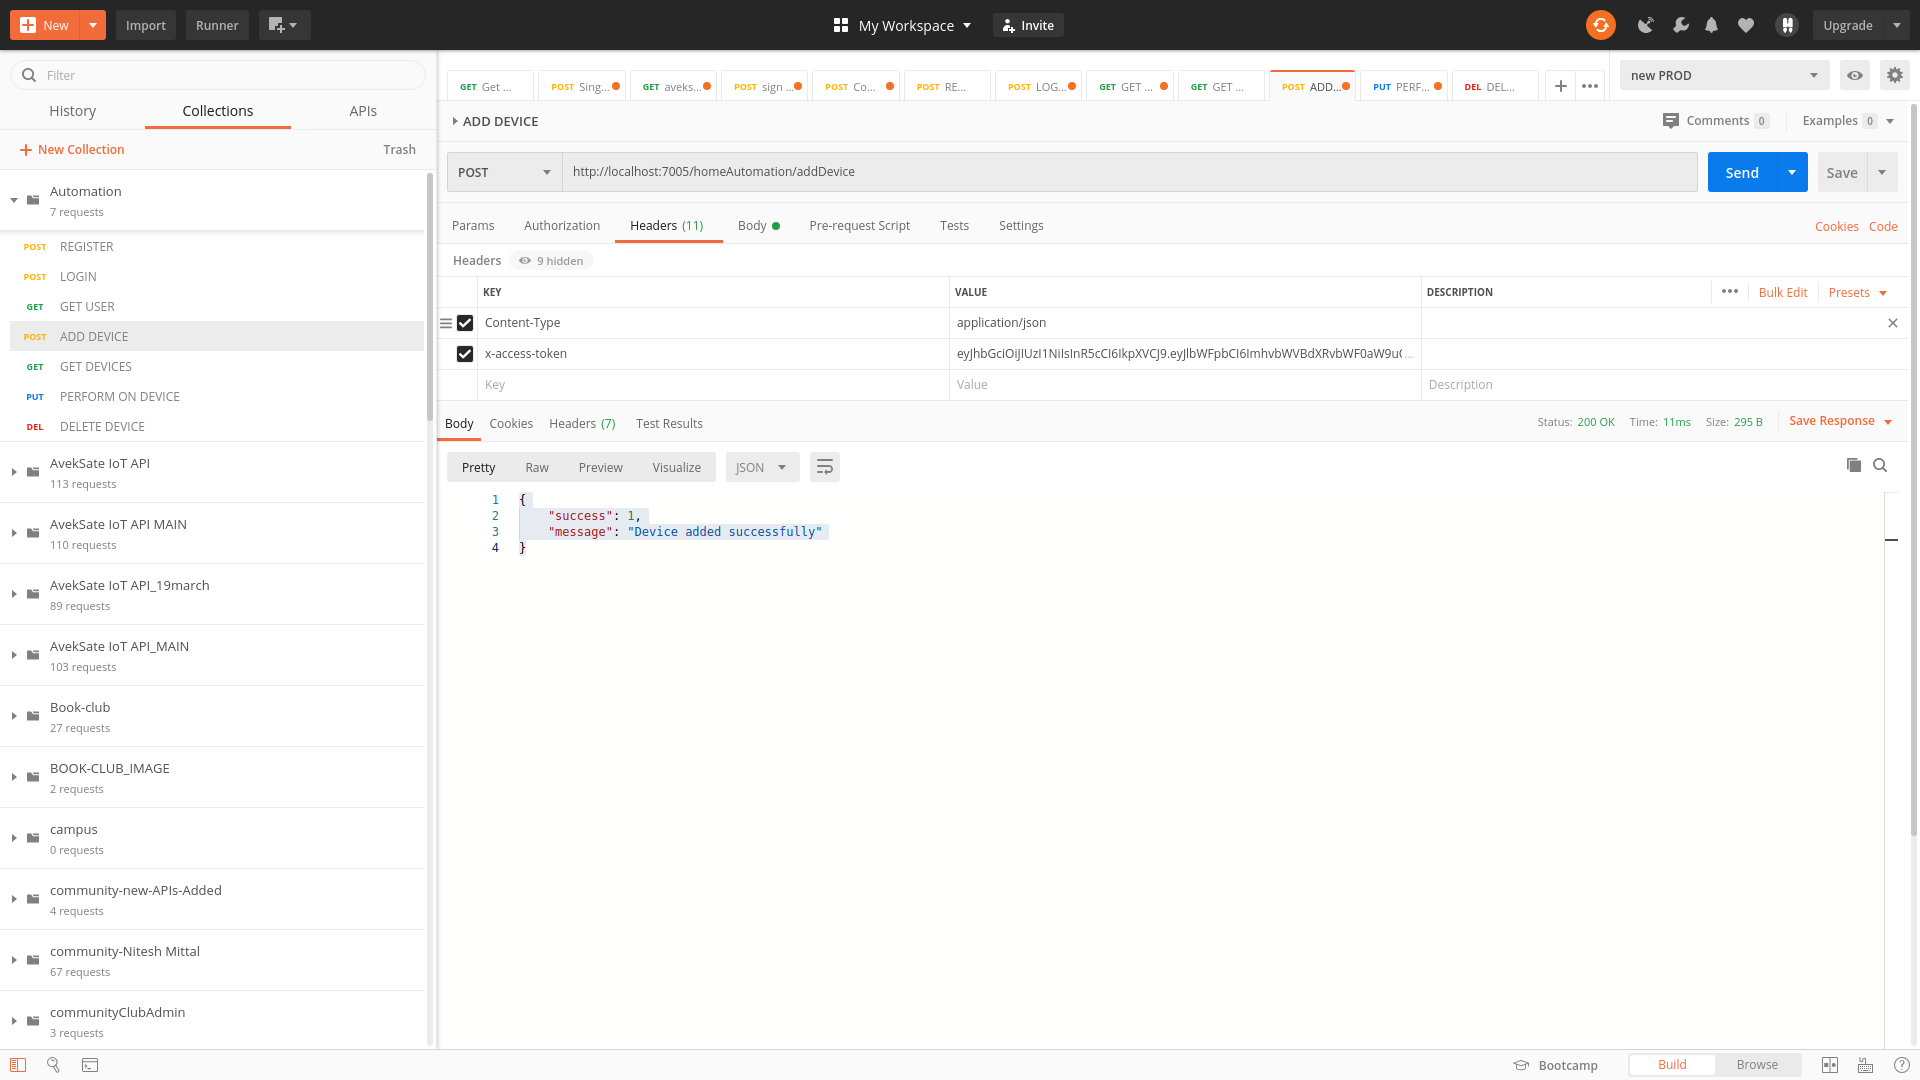 New
Import
Runner
My Workspace
Invite
Upgrade
Filter
History
Collections
APIs
New Collection
Trash
Automation
7 requests
POST REGISTER
POST LOGIN
GET GET USER
POST ADD DEVICE
GET GET DEVICES
PUT PERFORM ON DEVICE
DEL DELETE DEVICE
AvekSate IoT API
113 requests
AvekSate IoT API MAIN
110 requests
AvekSate IoT API_19march
89 requests
AvekSate IoT API_MAIN
103 requests
Book-club
27 requests
BOOK-CLUB_IMAGE
2 requests
campus
0 requests
community-new-APIs-Added
4 requests
community-Nitesh Mittal
67 requests
communityClubAdmin
3 requests
GET Get ...
POST Sing...
GET aveks...
POST sign ...
POST Co...
POST RE...
POST LOG...
GET GET ...
GET GET ...
POST ADD...
PUT PERF...
DEL DEL...
new PROD
ADD DEVICE
Comments 0
Examples 0
POST
http://localhost:7005/homeAutomation/addDevice
Send
Save
Params
Authorization
Headers (11)
Body
Pre-request Script
Tests
Settings
Cookies
Code
Headers
9 hidden
KEY VALUE DESCRIPTION
Bulk Edit
Presets
Content-Type application/json
x-access-token ...
Key Value Description
Body
Cookies
Headers (7)
Test Results
Status: 200 OK
Time: 11ms
Size: 295 B
Save Response
Pretty
Raw
Preview
Visualize
JSON
1 {
2 "success": 1,
3 "message": "Device added successfully"
4 }
Bootcamp
Build
Browse